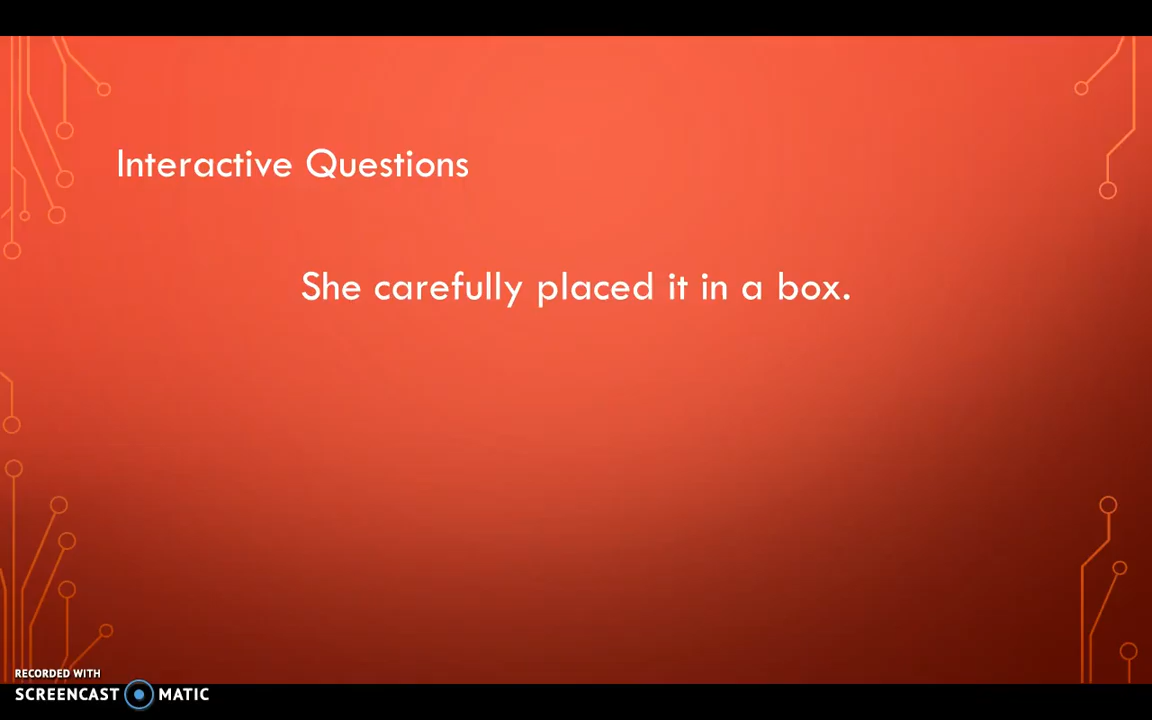 Interactive Questions
She carefully placed it in a box.
RECORDED WITH
SCREENCAST MATIC